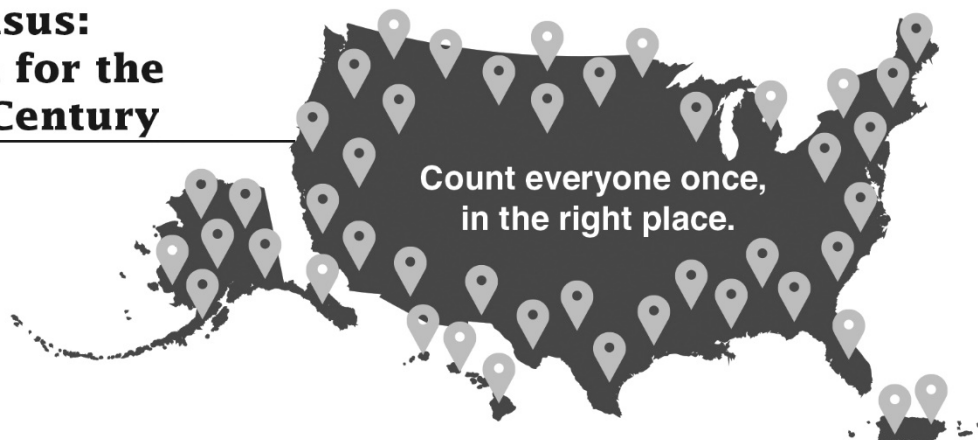 sus:
for the
Century
Count everyone once,
in the right place.